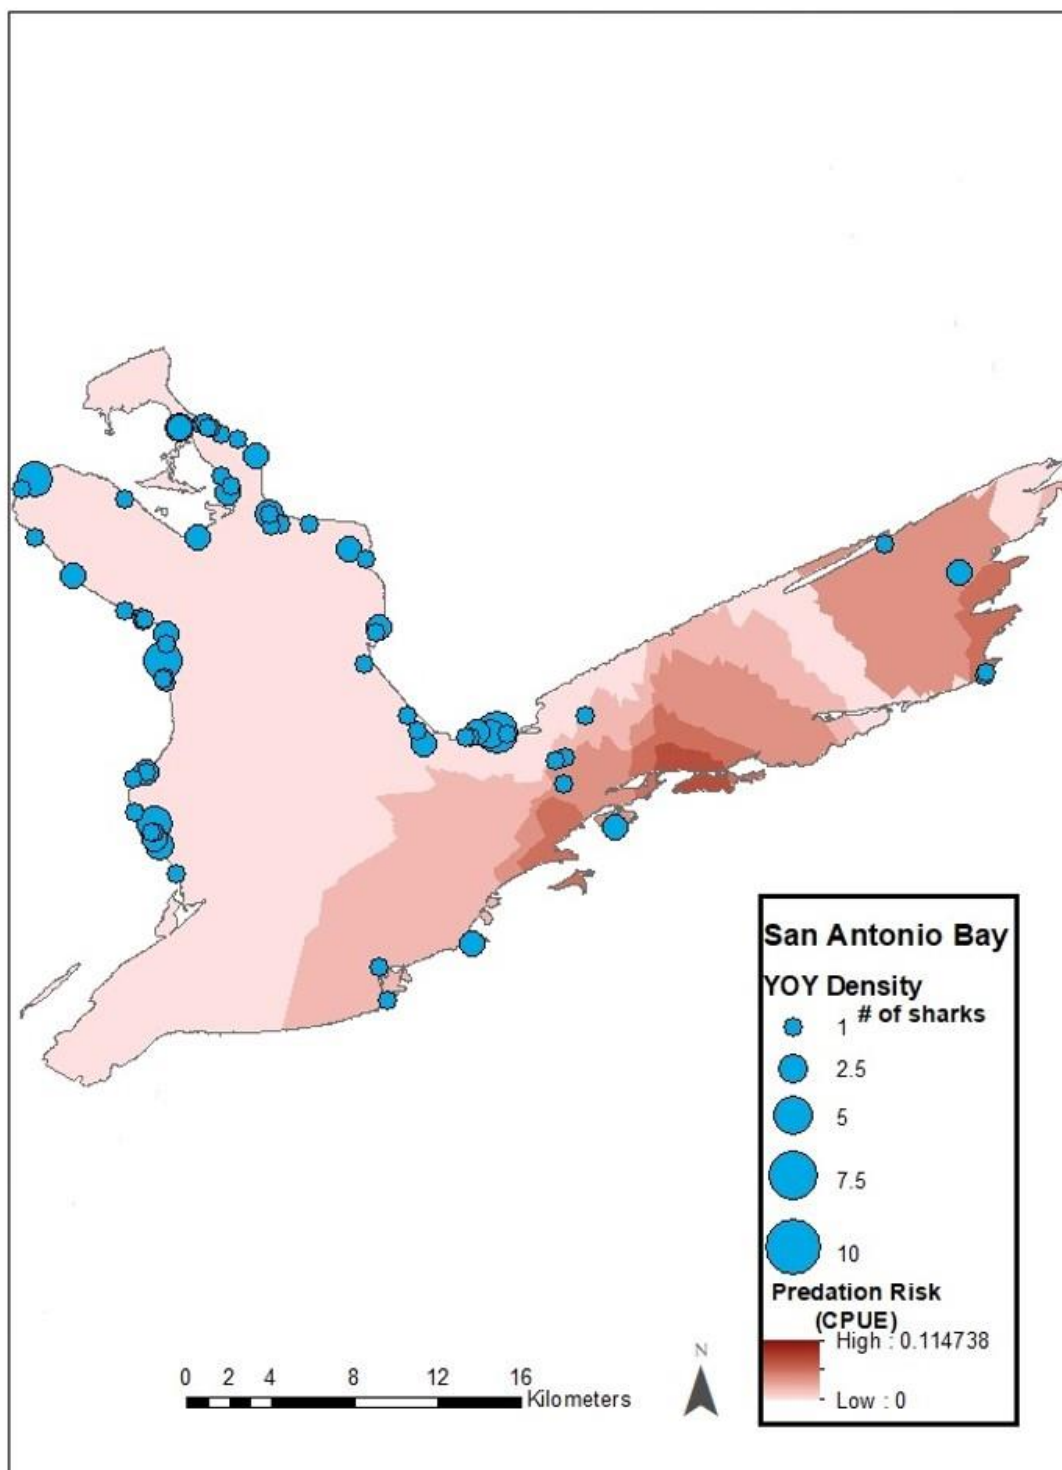 San Antonio Bay
YOY Density
# of sharks
1
2.5
5
7.5
10
Predation Risk
(CPUE)
High : 0.114738
Low : 0
N
0 2 4 8 12 16
Kilometers